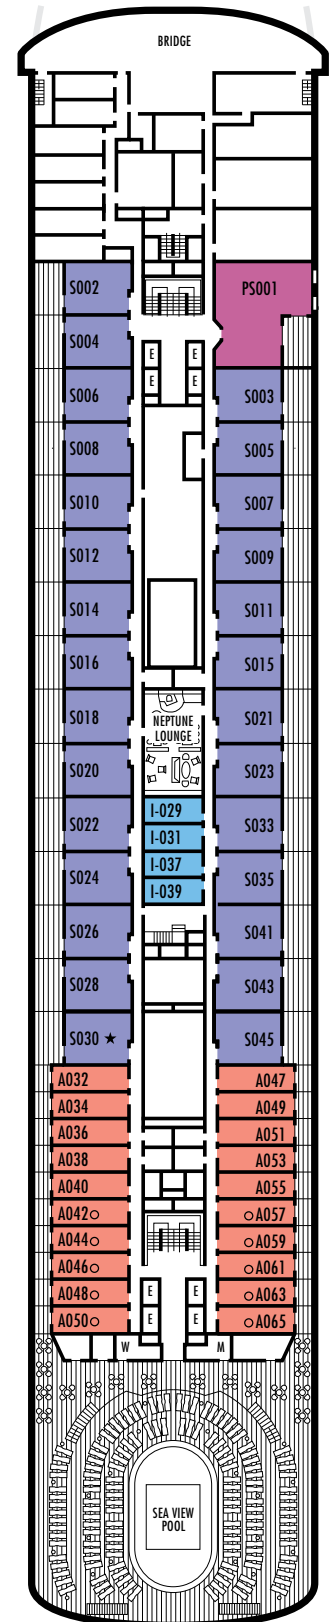 BRIDGE
S002
PS001
S004
E E
E E
S006
S003
S008
S005
S010
S007
S012
S009
S014
S011
S016
S015
S018
NEPTUNE
LOUNGE
S021
S020
S023
S022
I-029
I-031
S033
S024
I-037
I-039
S035
S026
S041
S028
S043
S030 ★
S045
A032
A047
A034
A049
A036
A051
A038
A053
A040
A055
A042○
○A057
A044○
○A059
A046○
○A061
A048○
E E
○A063
A050○
E E
○A065
W
M
SEA VIEW
POOL